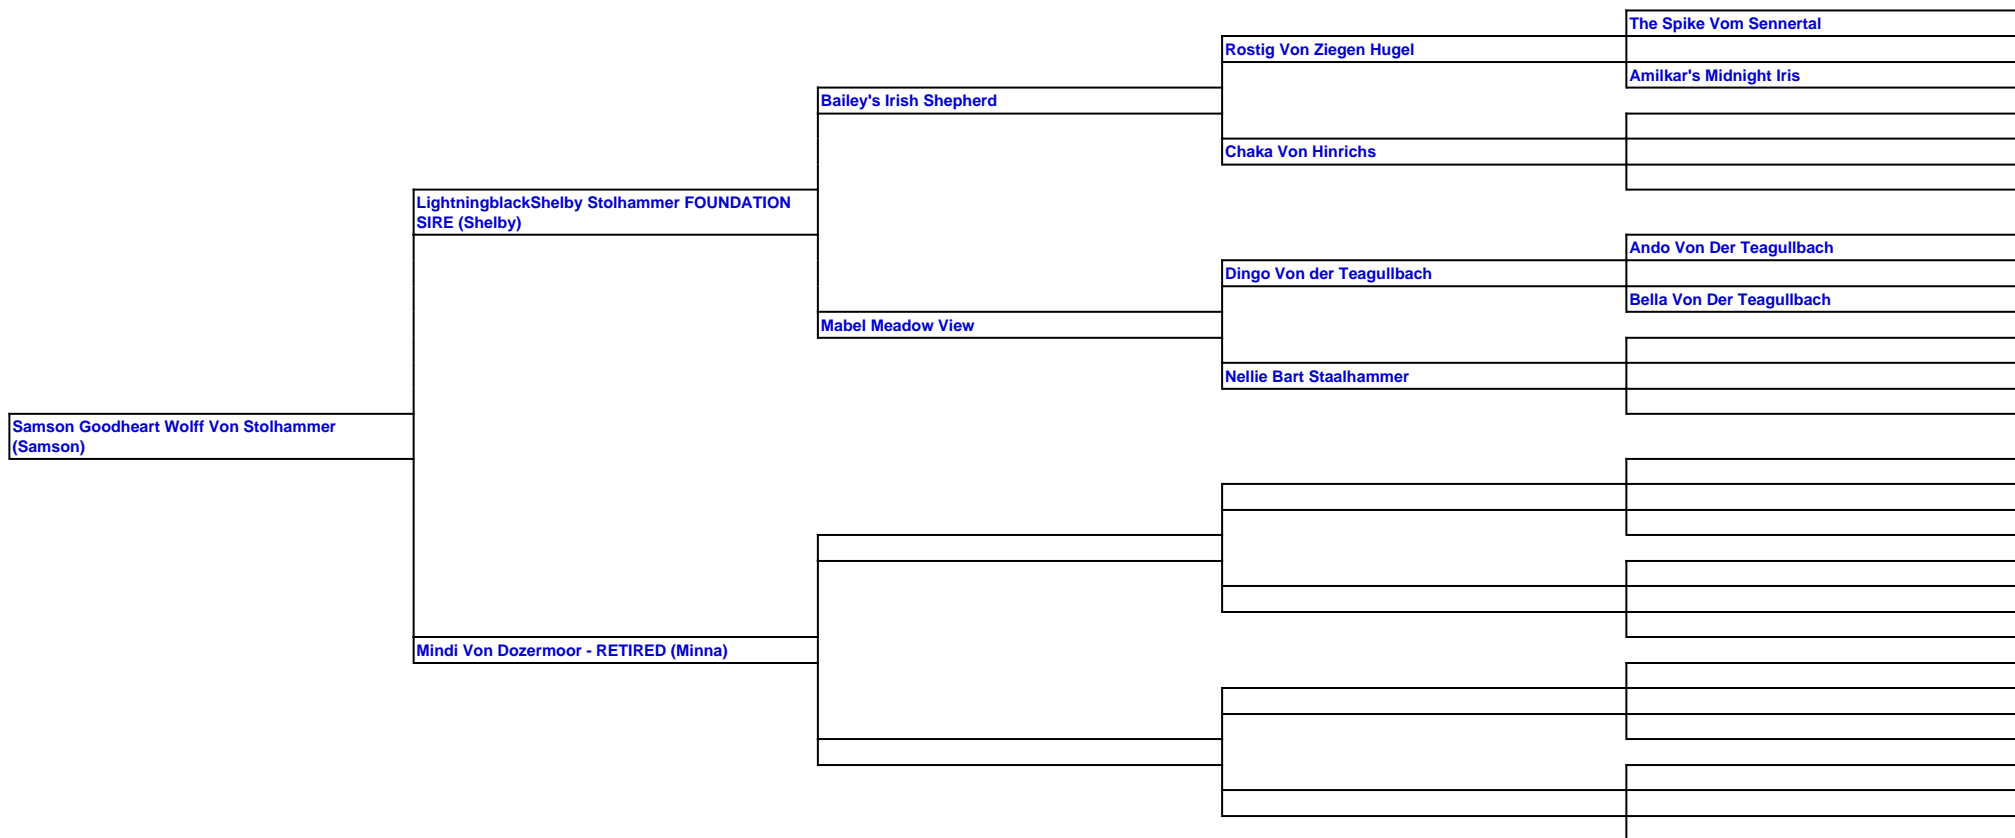 The Spike Vom Sennertal
Rostig Von Ziegen Hugel
Amilkar's Midnight Iris
Bailey's Irish Shepherd
Chaka Von Hinrichs
LightningblackShelby Stolhammer FOUNDATION
SIRE (Shelby)
Ando Von Der Teagullbach
Dingo Von der Teagullbach
Bella Von Der Teagullbach
Mabel Meadow View
Nellie Bart Staalhammer
Samson Goodheart Wolff Von Stolhammer
(Samson)
Mindi Von Dozermoor - RETIRED (Minna)